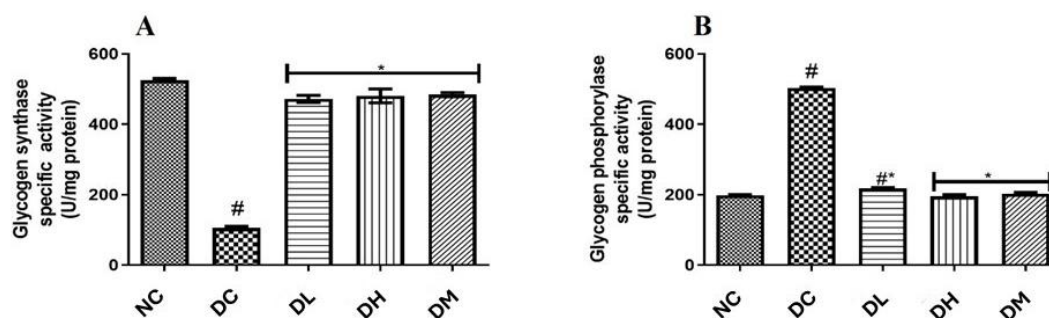 A
Glycogen synthase
specific activity
(U/mg protein)
600
400
200
0
#
*
NC
DC
DL
DH
DM
B
Glycogen phosphorylase
specific activity
(U/mg protein)
600
400
200
0
#
#*
*
NC
DC
DL
DH
DM